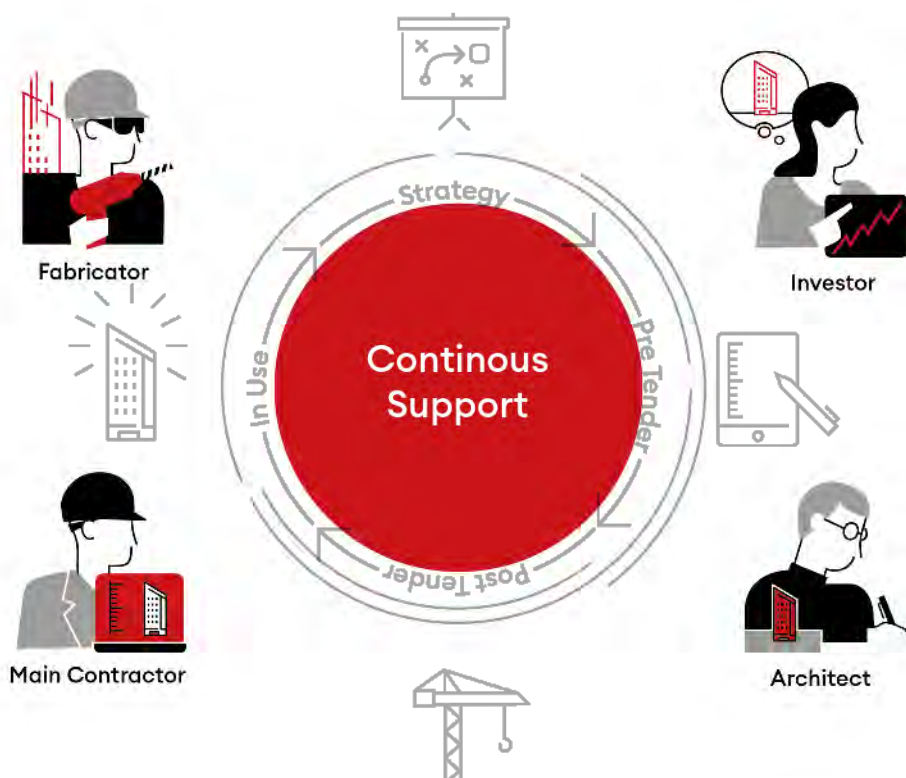 Strategy
Fabricator
Investor
In Use
Continous
Support
Pre Tender
Post Tender
Main Contractor
Architect